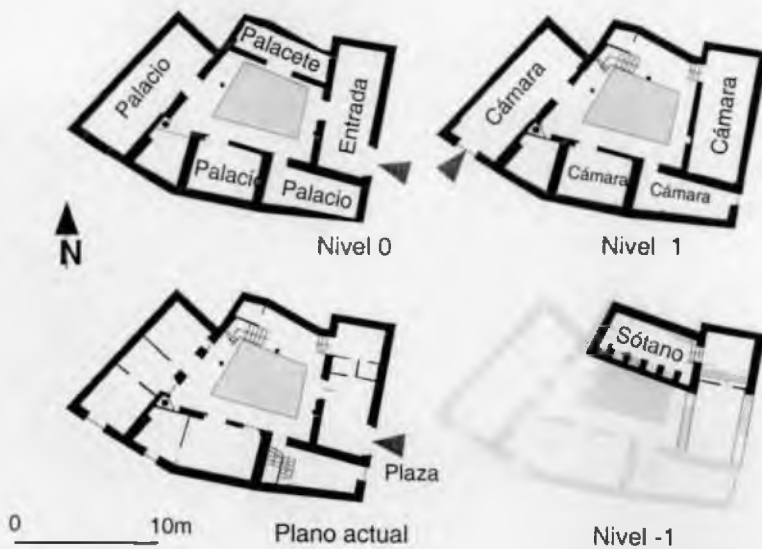 Palacete
Palacio
Entrada
Palacio
Palacio
Nivel 0
Cámara
Cámara
Cámara
Cámara
Nivel 1
N
Plaza
Plano actual
0 10m
Sótano
Nivel -1